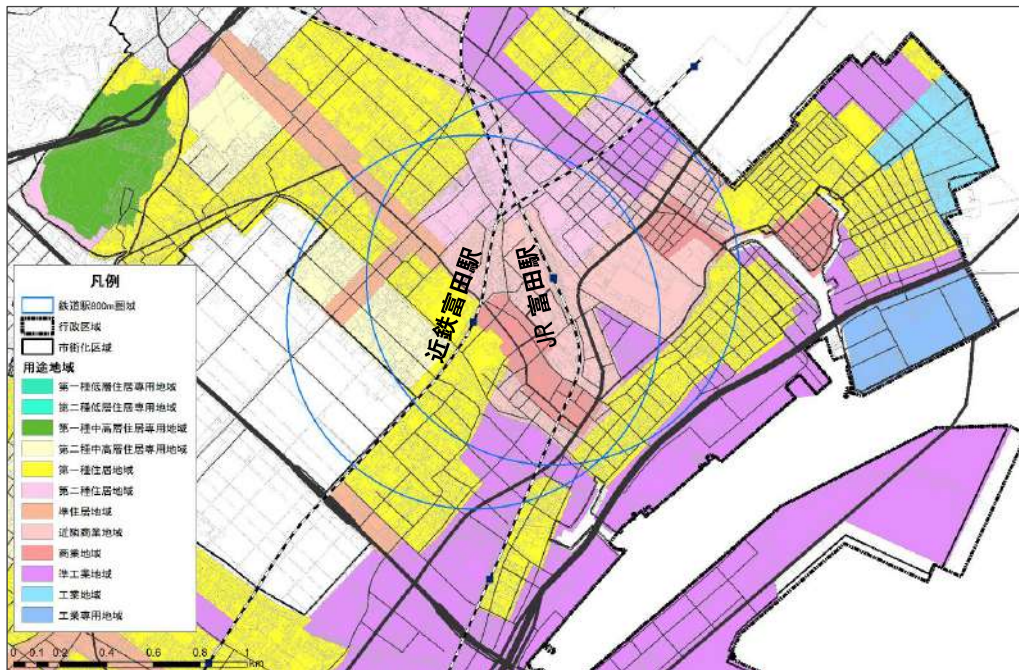 近鉄富田駅
JR 富田駅
凡例
鉄道駅800m圏域
行政区域
市街化区域
用途地域
第一種低層住居専用地域
第二種低層住居専用地域
第一種中高層住居専用地域
第二種中高層住居専用地域
第一種住居地域
第二種住居地域
準住居地域
近隣商業地域
商業地域
準工業地域
工業地域
工業専用地域
0 0.1 0.2 0.4 0.6 0.8 1
km